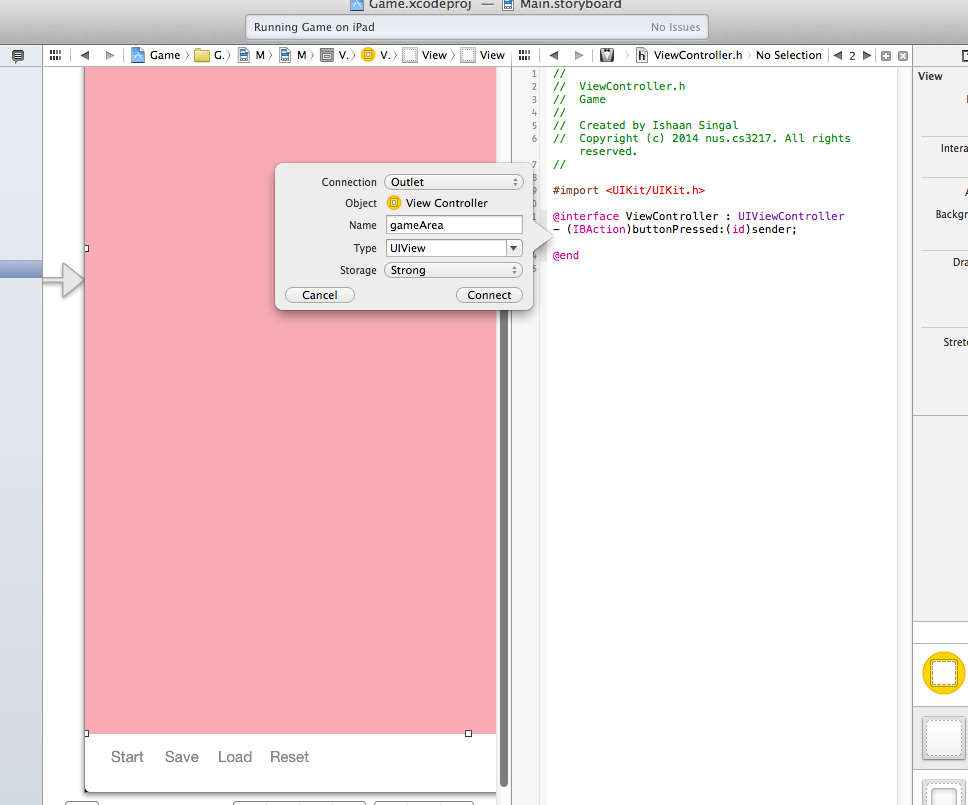 Game.xcodeproj — Main.storyboard
Running Game on iPad No Issues
Game G. M M V. V. View View
ViewController.h No Selection 2
View
1 //
2 // ViewController.h
3 // Game
4 //
5 // Created by Ishaan Singal
6 // Copyright (c) 2014 nus.cs3217. All rights
reserved.
7 //
8
9 #import <UIKit/UIKit.h>
0
1 @interface ViewController : UIViewController
- (IBAction)buttonPressed:(id)sender;
4 @end
5
Connection Outlet
Object View Controller
Name gameArea
Type UIView
Storage Strong
Cancel Connect
Intera
Backgr
Dra
Stret
Start Save Load Reset